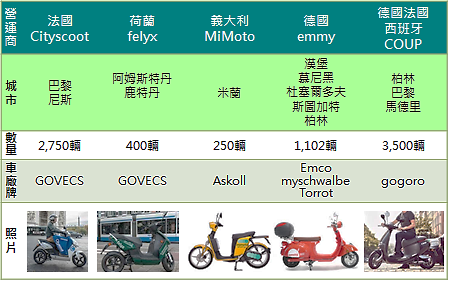 營運商
法國
Cityscoot
荷蘭
felyx
義大利
MiMoto
德國
emmy
德國法國
西班牙
COUP
城市
巴黎
尼斯
阿姆斯特丹
鹿特丹
米蘭
漢堡
慕尼黑
杜塞爾多夫
斯圖加特
柏林
柏林
巴黎
馬德里
數量
2,750輛
400輛
250輛
1,102輛
3,500輛
車廠牌
GOVECS
GOVECS
Askoll
Emco
myschwalbe
Torrot
gogoro
照片